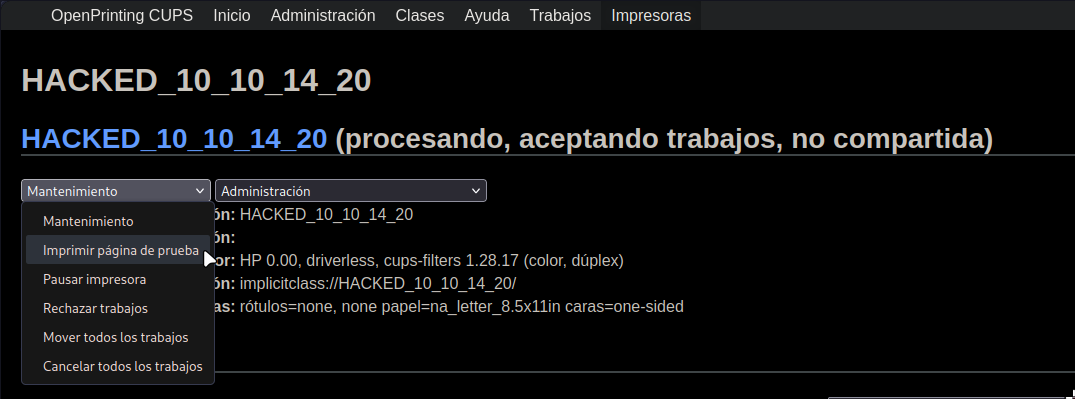 OpenPrinting CUPS Inicio Administración Clases Ayuda Trabajos Impresoras
HACKED_10_10_14_20
HACKED_10_10_14_20 (procesando, aceptando trabajos, no compartida)
Mantenimiento Administración
Mantenimiento
Imprimir página de prueba
Pausar impresora
Rechazar trabajos
Mover todos los trabajos
Cancelar todos los trabajos
ón: HACKED_10_10_14_20
ón:
or: HP 0.00, driverless, cups-filters 1.28.17 (color, dúplex)
ón: implicitclass://HACKED_10_10_14_20/
as: rótulos=none, none papel=na_letter_8.5x11in caras=one-sided